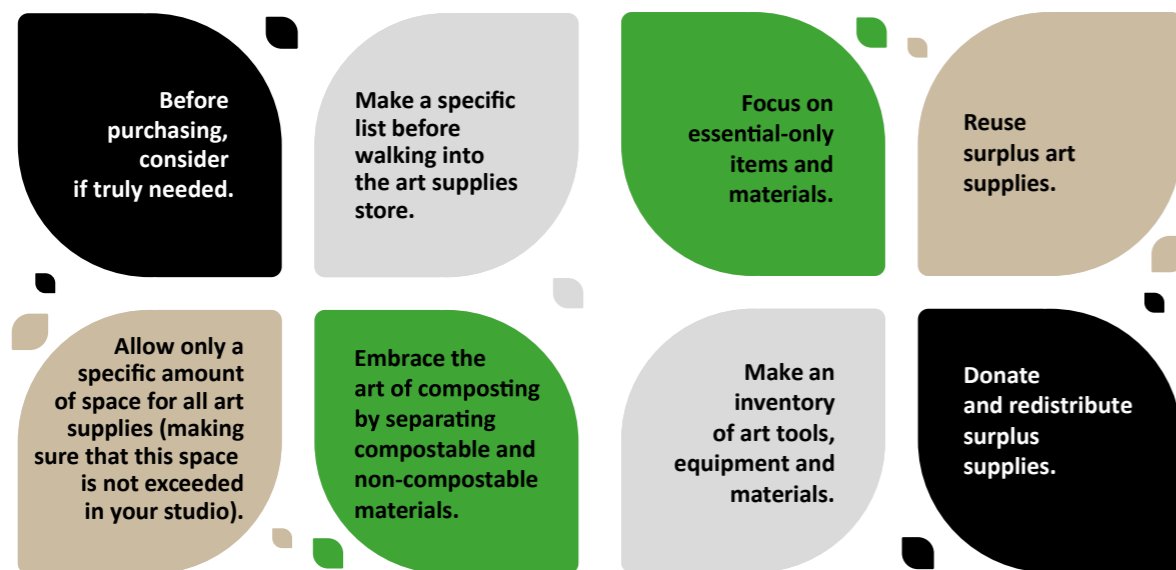 Before
purchasing,
consider
if truly needed.
Make a specific
list before
walking into
the art supplies
store.
Focus on
essential-only
items and
materials.
Reuse
surplus art
supplies.
Allow only a
specific amount
of space for all art
supplies (making
sure that this space
is not exceeded
in your studio).
Embrace the
art of composting
by separating
compostable and
non-compostable
materials.
Make an
inventory
of art tools,
equipment and
materials.
Donate
and redistribute
surplus
supplies.